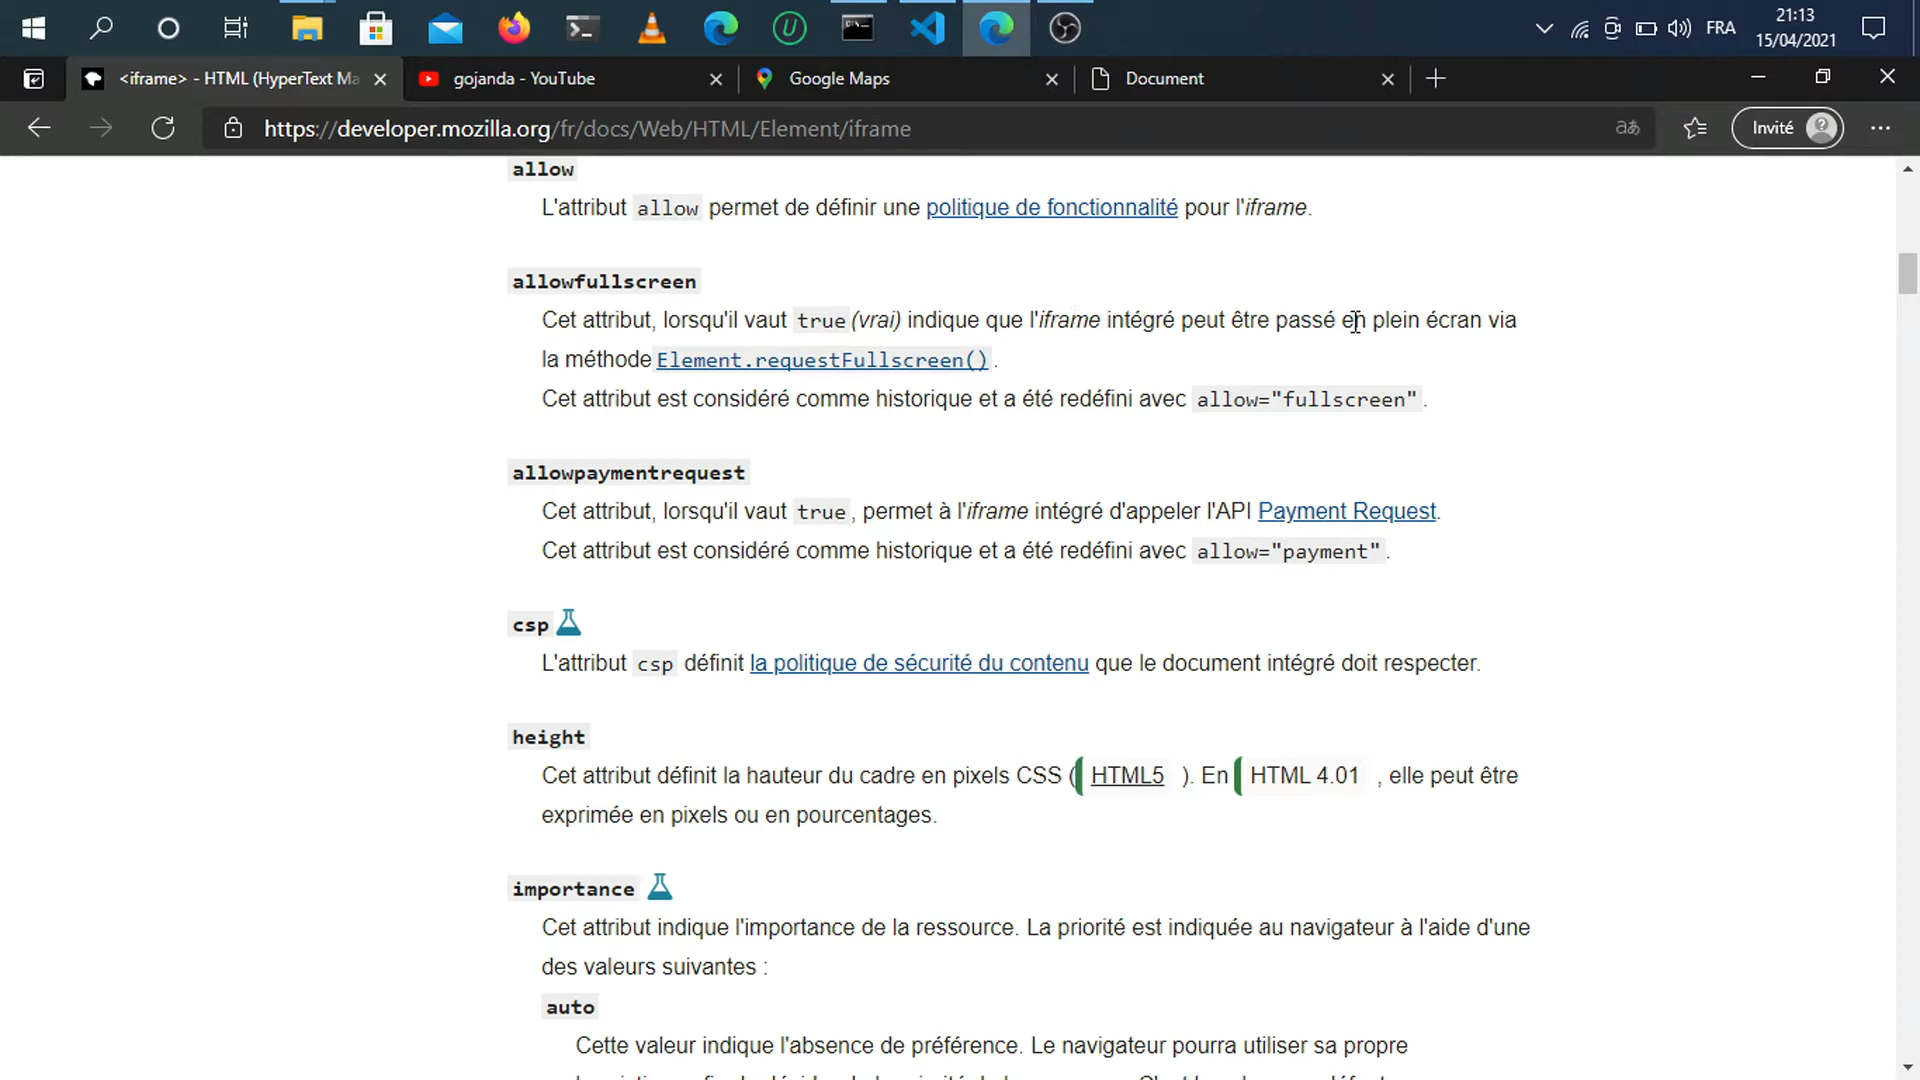 FRA
21:13
15/04/2021
<iframe> - HTML (HyperText Ma
gojanda - YouTube
Google Maps
Document
https://developer.mozilla.org/fr/docs/Web/HTML/Element/iframe
aあ
Invité
allow
L'attribut allow permet de définir une politique de fonctionnalité pour l'iframe.
allowfullscreen
Cet attribut, lorsqu'il vaut true (vrai) indique que l'iframe intégré peut être passé en plein écran via
la méthode Element.requestFullscreen() .
Cet attribut est considéré comme historique et a été redéfini avec allow="fullscreen" .
allowpaymentrequest
Cet attribut, lorsqu'il vaut true , permet à l'iframe intégré d'appeler l'API Payment Request.
Cet attribut est considéré comme historique et a été redéfini avec allow="payment" .
csp
L'attribut csp définit la politique de sécurité du contenu que le document intégré doit respecter.
height
Cet attribut définit la hauteur du cadre en pixels CSS ( HTML5 ). En HTML 4.01 , elle peut être
exprimée en pixels ou en pourcentages.
importance
Cet attribut indique l'importance de la ressource. La priorité est indiquée au navigateur à l'aide d'une
des valeurs suivantes :
auto
Cette valeur indique l'absence de préférence. Le navigateur pourra utiliser sa propre